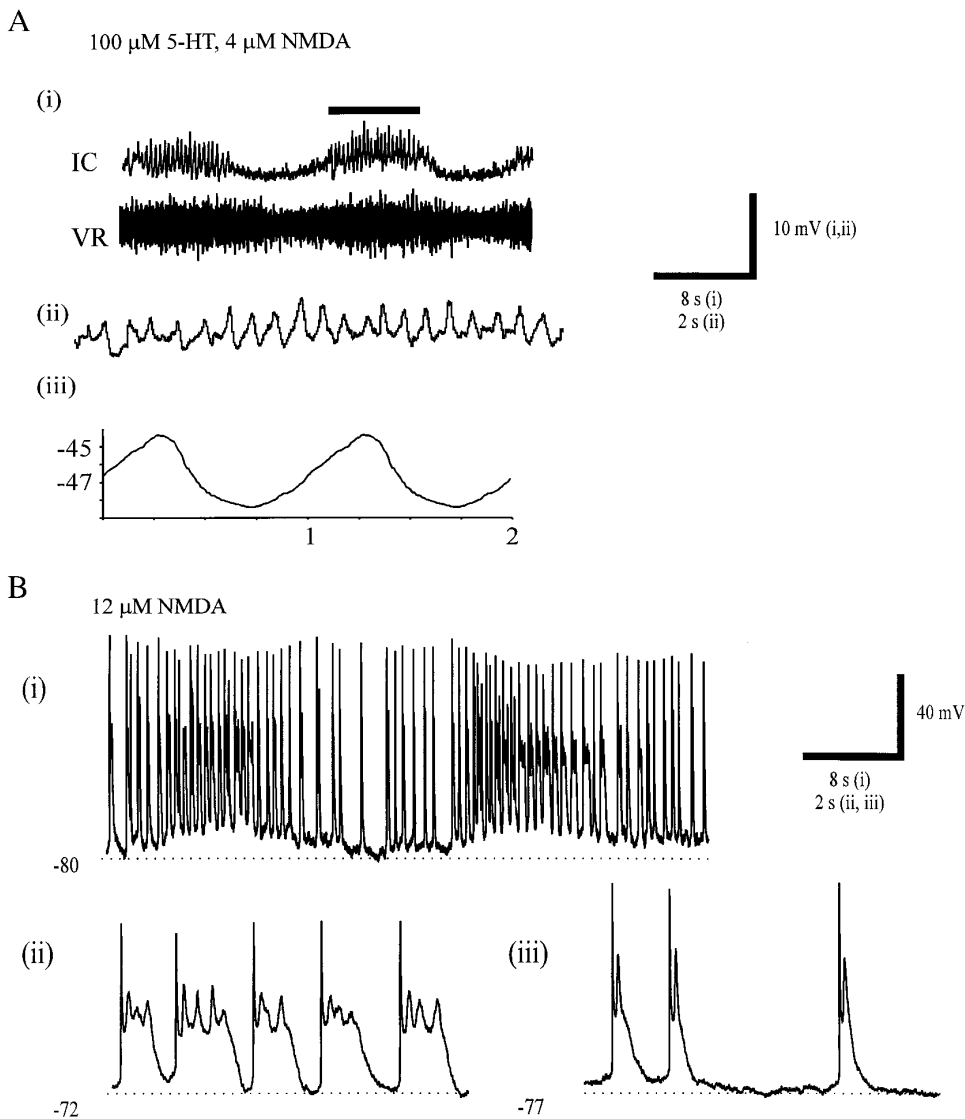 A
100 µM 5-HT, 4 µM NMDA
(i)
IC
VR
10 mV (i,ii)
8 s (i)
2 s (ii)
(ii)
(iii)
-45
-47
1
2
B
12 µM NMDA
(i)
40 mV
8 s (i)
2 s (ii, iii)
-80
(ii)
(iii)
-72
-77